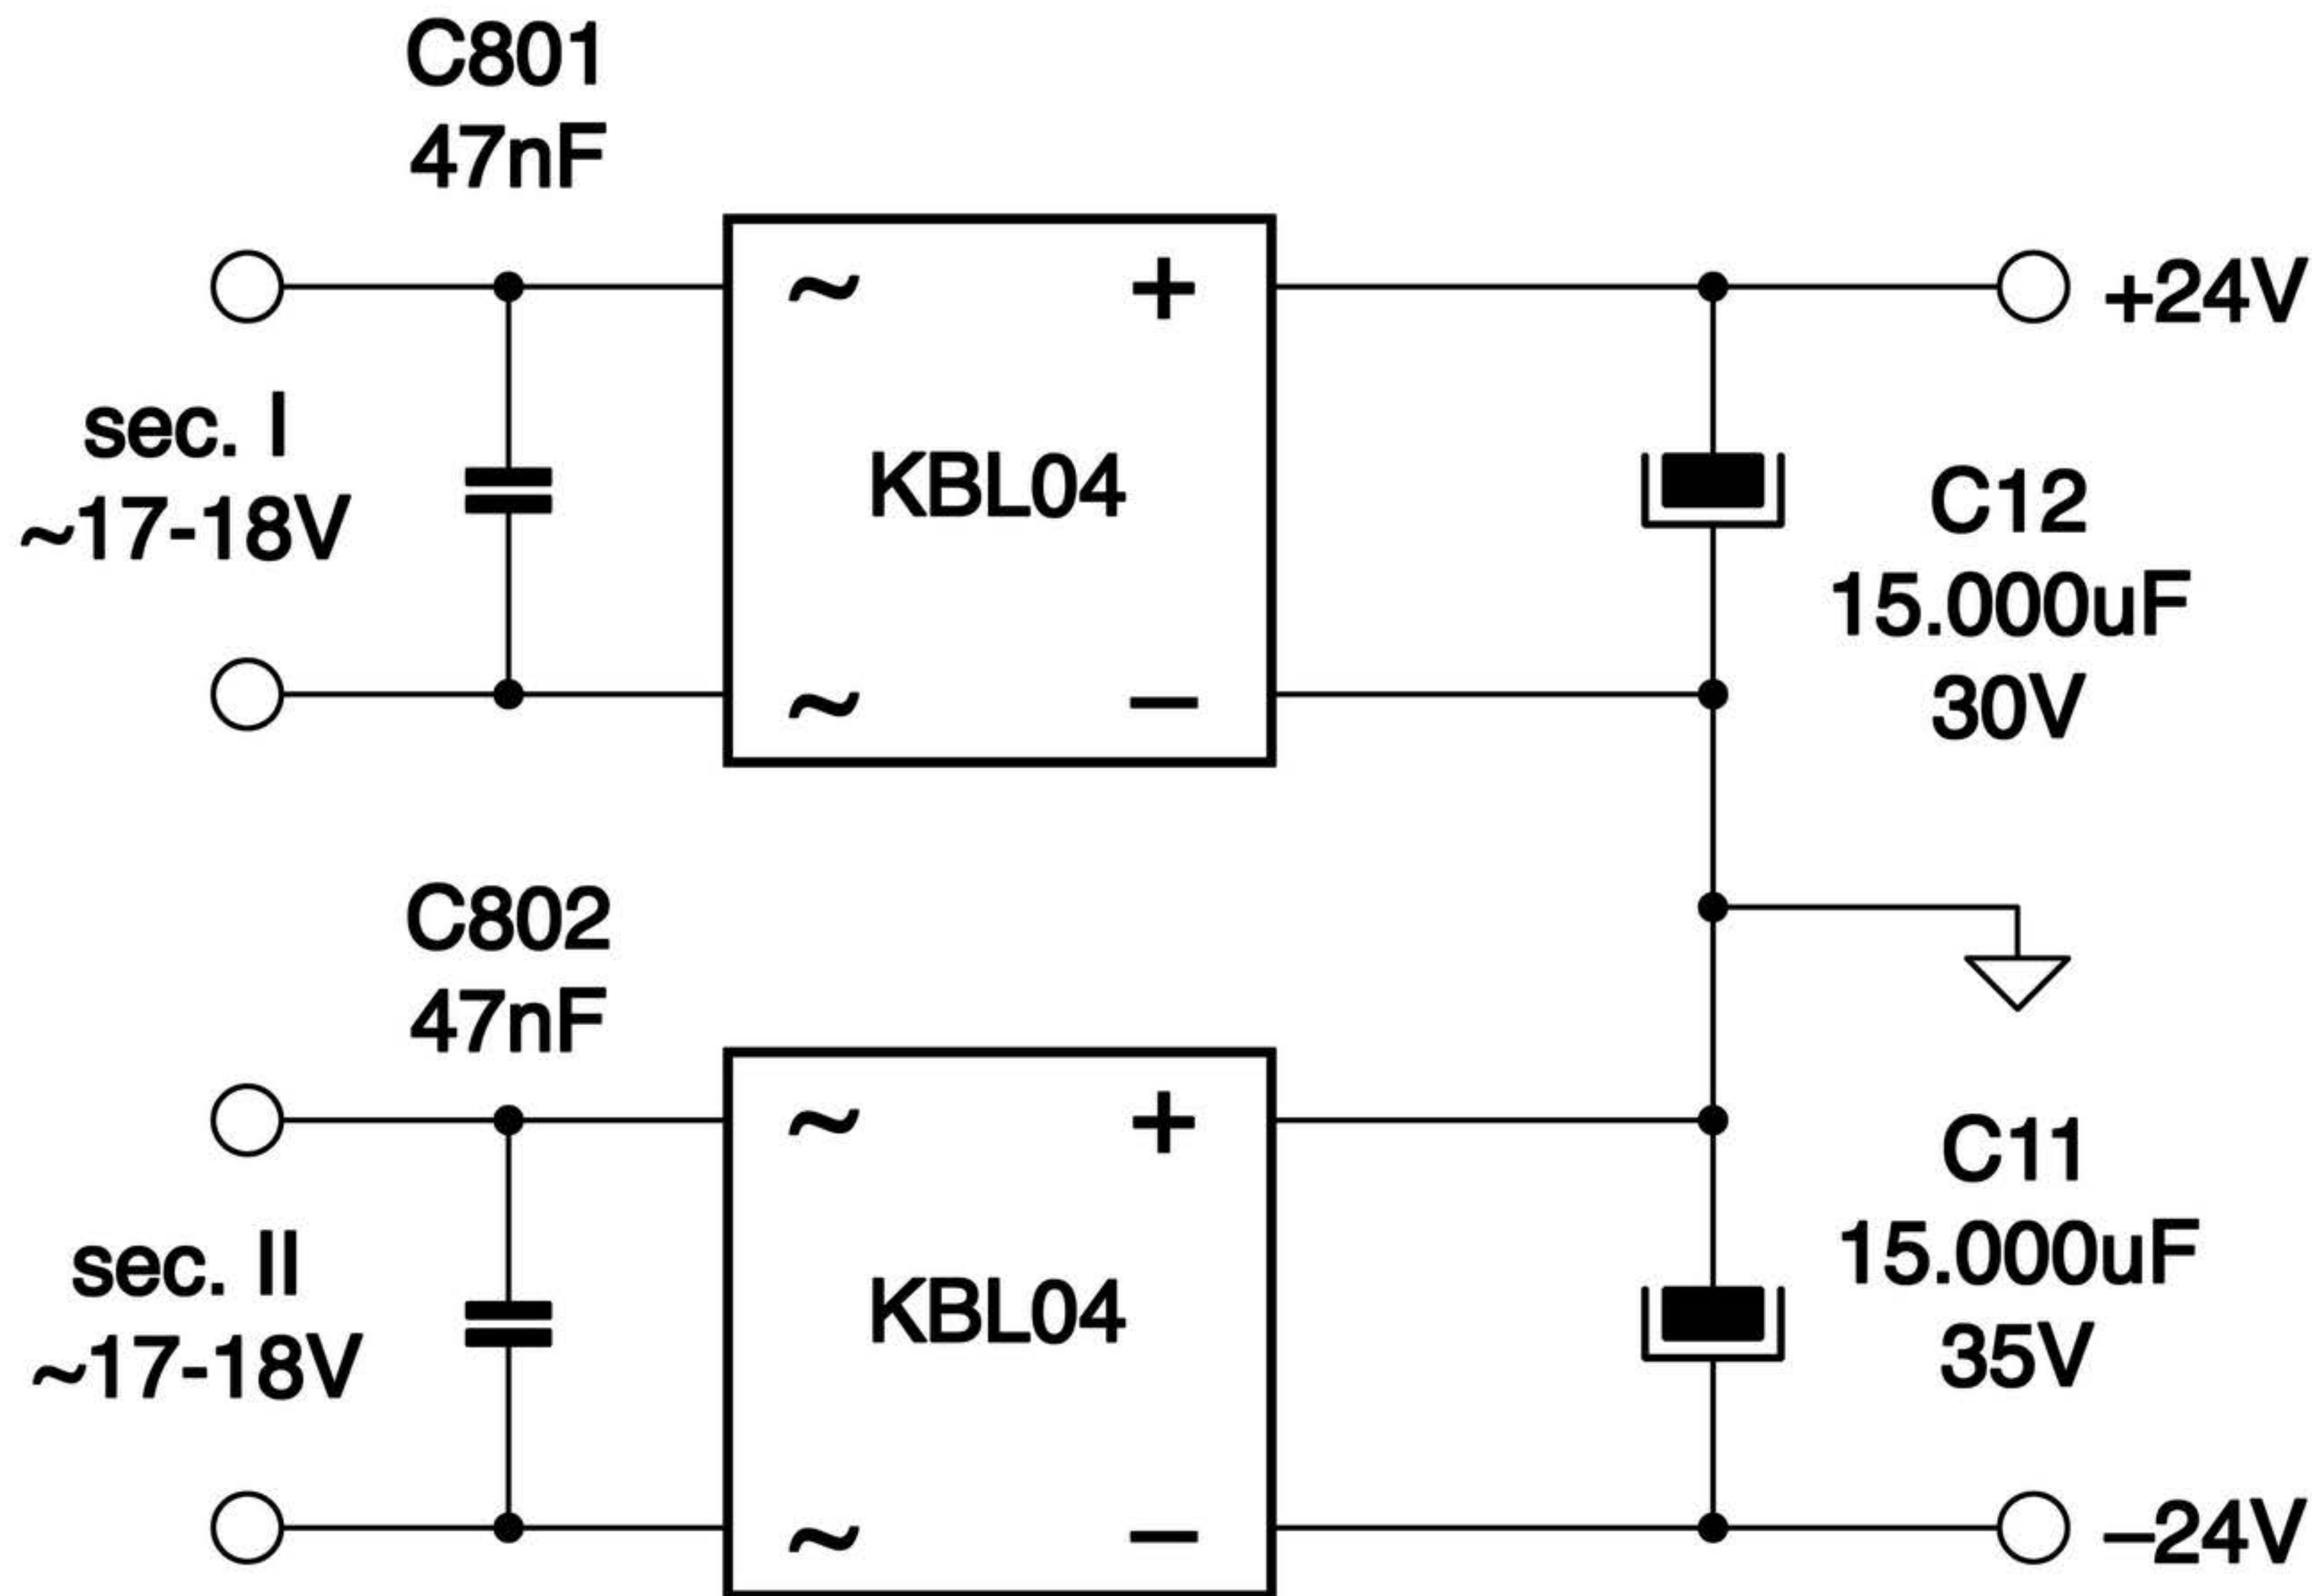 C801
47nF
~ +
+24V
sec. I
~17-18V
KBL04
C12
15.000uF
30V
~ –
C802
47nF
~ +
C11
15.000uF
35V
sec. II
~17-18V
KBL04
~ –
–24V